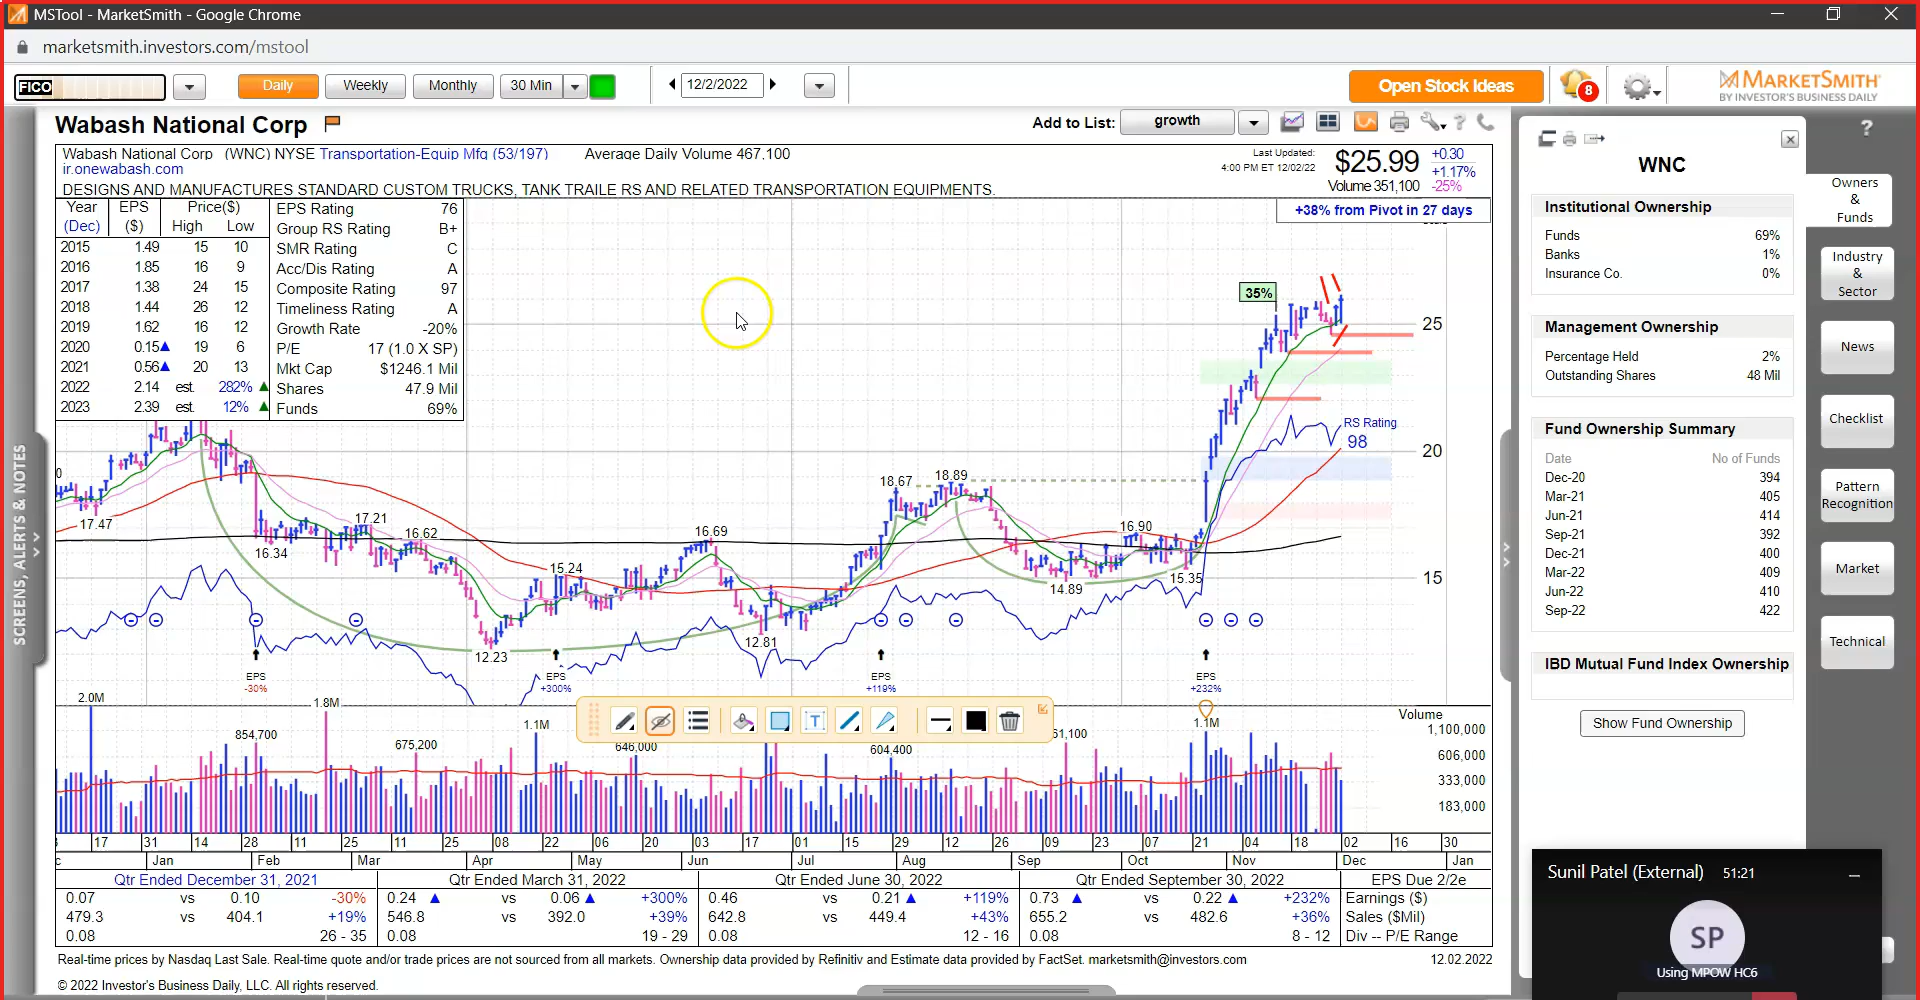 MSTool - MarketSmith - Google Chrome
marketsmith.investors.com/mstool
FICO
Daily
Weekly
Monthly
30 Min
12/2/2022
Open Stock Ideas
8
MARKETSMITH
BY INVESTOR'S BUSINESS DAILY
Wabash National Corp
Add to List:
growth
Wabash National Corp (WNC) NYSE Transportation-Equip Mfg (53/197) Average Daily Volume 467,100
ir.onewabash.com
DESIGNS AND MANUFACTURES STANDARD CUSTOM TRUCKS, TANK TRAILE RS AND RELATED TRANSPORTATION EQUIPMENTS.
Last Updated:
4:00 PM ET 12/02/22
$25.99
+0.30
+1.17%
Volume 351,100 -25%
+38% from Pivot in 27 days
Year EPS Price($)
(Dec) ($) High Low
2015 1.49 15 10
2016 1.85 16 9
2017 1.38 24 15
2018 1.44 26 12
2019 1.62 16 12
2020 0.15 19 6
2021 0.56 20 13
2022 2.14 est. 282%
2023 2.39 est. 12%
EPS Rating 76
Group RS Rating B+
SMR Rating C
Acc/Dis Rating A
Composite Rating 97
Timeliness Rating A
Growth Rate -20%
P/E 17 (1.0 X SP)
Mkt Cap $1246.1 Mil
Shares 47.9 Mil
Funds 69%
35%
25
RS Rating
98
20
15
0
17.47
16.34
17.21
16.62
12.23
15.24
16.69
12.81
18.67
18.89
14.89
16.90
15.35
EPS
-30%
EPS
+300%
EPS
+119%
EPS
+232%
2.0M
854,700
1.8M
675,200
1.1M
646,000
604,400
51,100
1.1M
T
Volume
1,100,000
606,000
333,000
183,000
17 31 14 28 11 25 11 25 08 22 06 20 03 17 01 15 29 12 26 09 23 07 21 04 18 02 16 30
c Jan Feb Mar Apr May Jun Jul Aug Sep Oct Nov Dec Jan
Qtr Ended December 31, 2021 Qtr Ended March 31, 2022 Qtr Ended June 30, 2022 Qtr Ended September 30, 2022 EPS Due 2/2e
0.07 vs 0.10 -30% 0.24 vs 0.06 +300% 0.46 vs 0.21 +119% 0.73 vs 0.22 +232% Earnings ($)
479.3 vs 404.1 +19% 546.8 vs 392.0 +39% 642.8 vs 449.4 +43% 655.2 vs 482.6 +36% Sales ($Mil)
0.08 26 - 35 0.08 19 - 29 0.08 12 - 16 0.08 8 - 12 Div -- P/E Range
Real-time prices by Nasdaq Last Sale. Real-time quote and/or trade prices are not sourced from all markets. Ownership data provided by Refinitiv and Estimate data provided by FactSet. marketsmith@investors.com
12.02.2022
© 2022 Investor's Business Daily, LLC. All rights reserved.
SCREENS, ALERTS & NOTES
WNC
Institutional Ownership
Funds 69%
Banks 1%
Insurance Co. 0%
Management Ownership
Percentage Held 2%
Outstanding Shares 48 Mil
Fund Ownership Summary
Date No of Funds
Dec-20 394
Mar-21 405
Jun-21 414
Sep-21 392
Dec-21 400
Mar-22 409
Jun-22 410
Sep-22 422
IBD Mutual Fund Index Ownership
Show Fund Ownership
?
Owners
&
Funds
Industry
&
Sector
News
Checklist
Pattern
Recognition
Market
Technical
Sunil Patel (External) 51:21
SP
Using MPOW HC6